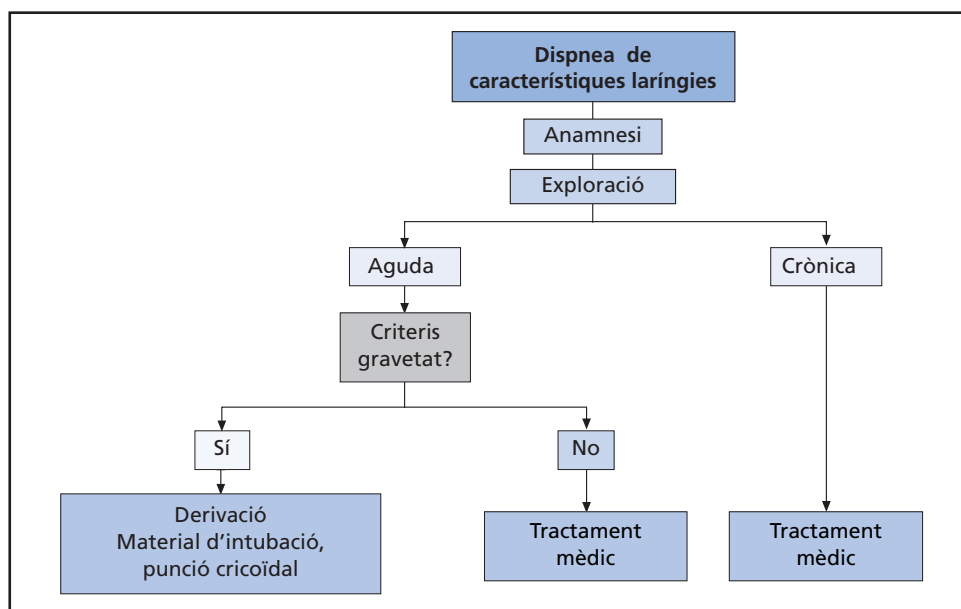 Dispnea de
característiques laríngies
Anamnesi
Exploració
Aguda
Crònica
Criteris
gravetat?
Sí
No
Derivació
Material d'intubació,
punció cricoïdal
Tractament
mèdic
Tractament
mèdic